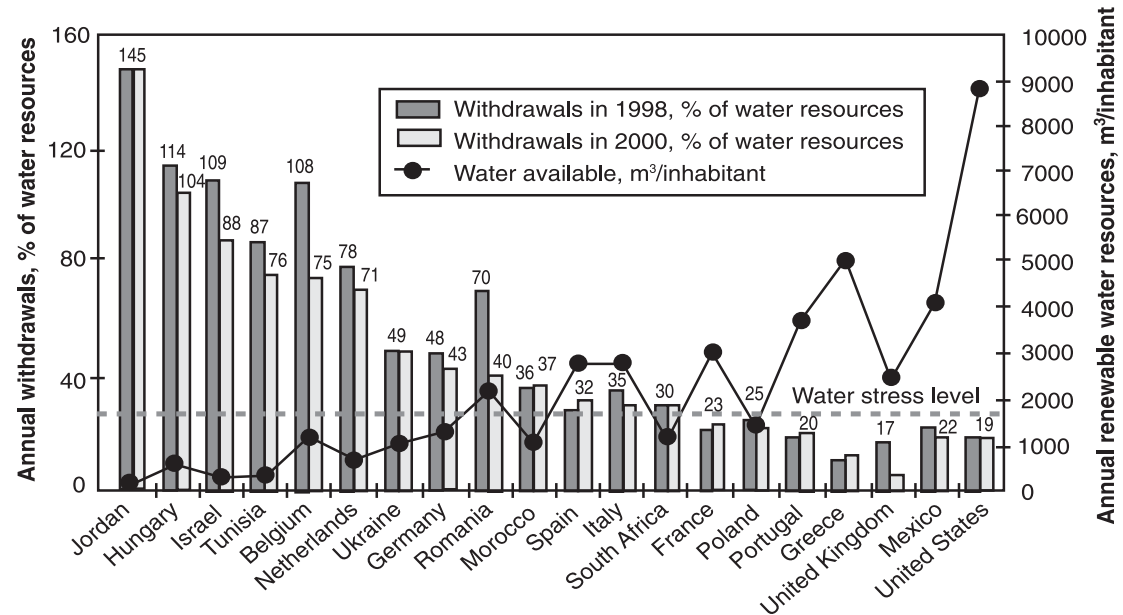 Annual withdrawals, % of water resources
160
120
80
40
0
Annual renewable water resources, m³/inhabitant
10000
9000
8000
7000
6000
5000
4000
3000
2000
1000
0
Withdrawals in 1998, % of water resources
Withdrawals in 2000, % of water resources
Water available, m³/inhabitant
Water stress level
145
114
104
109
88
87
76
108
75
78
71
49
48
43
70
40
36
37
32
35
30
23
25
20
17
22
19
Jordan
Hungary
Israel
Tunisia
Belgium
Netherlands
Ukraine
Germany
Romania
Morocco
Spain
Italy
South Africa
France
Poland
Portugal
Greece
United Kingdom
Mexico
United States